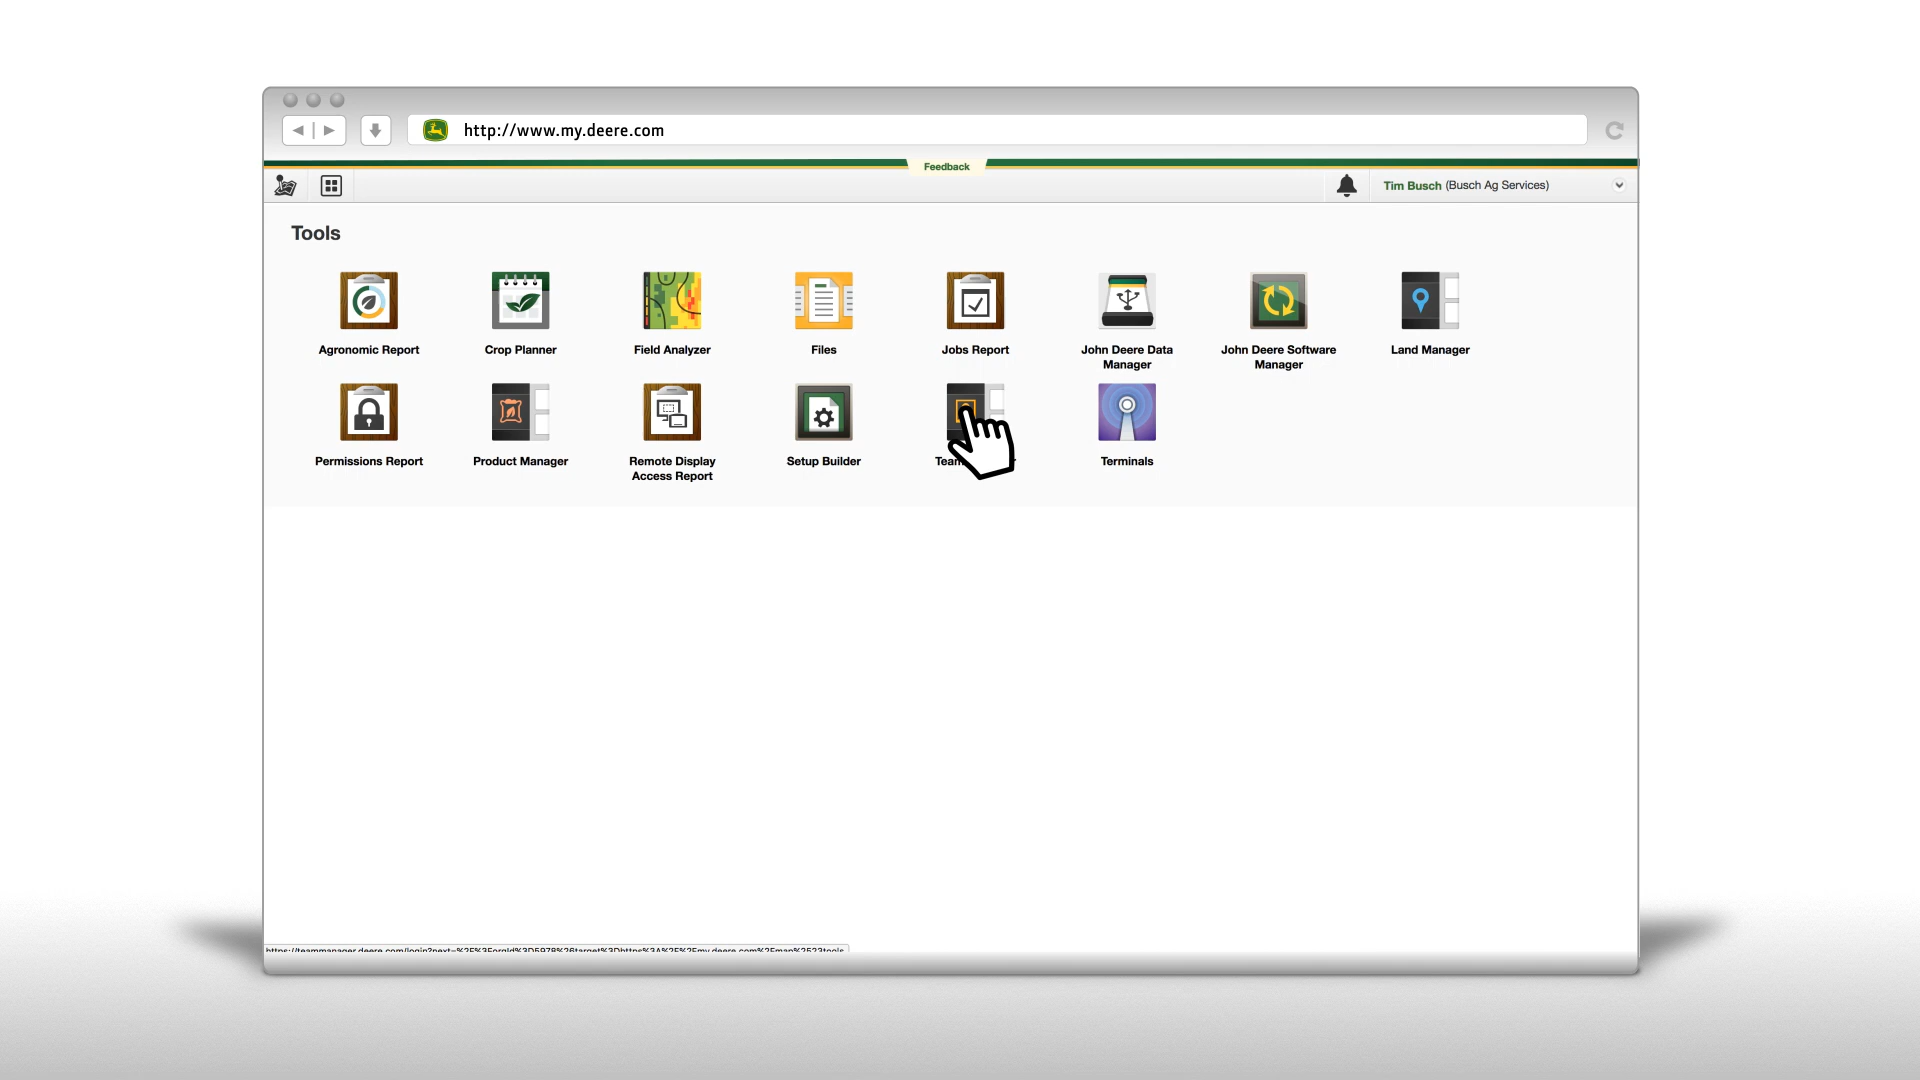 http://www.my.deere.com
Feedback
Tim Busch (Busch Ag Services)
Tools
Agronomic Report
Crop Planner
Field Analyzer
Files
Jobs Report
John Deere Data
Manager
John Deere Software
Manager
Land Manager
Permissions Report
Product Manager
Remote Display
Access Report
Setup Builder
Terminals